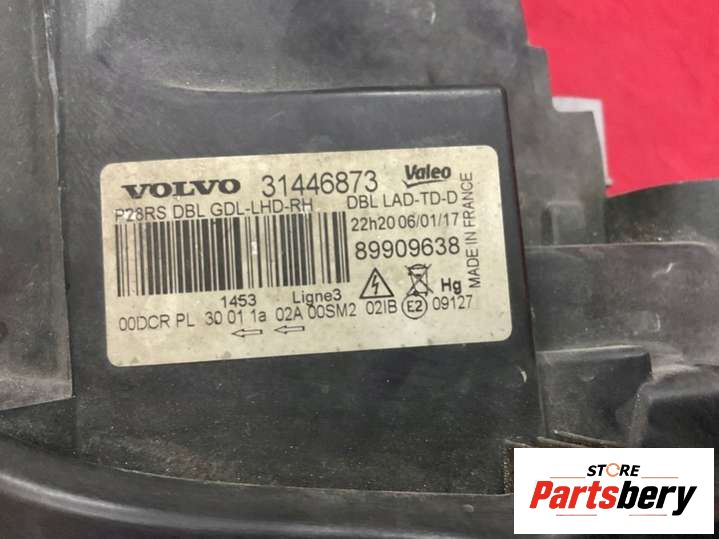 VOLVO 31446873 Valeo
P28RS DBL GDL-LHD-RH DBL LAD-TD-D
22h20 06/01/17
89909638
MADE IN FRANCE
1453 Ligne3
Hg
00DCR PL 30 01 1a 02A 00SM2 02IB E2 09127
STORE
Partsbery